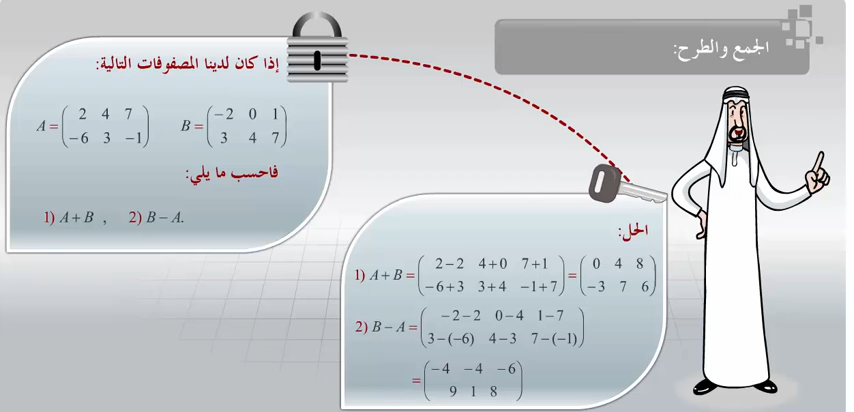 الجمع والطرح:
إذا كان لدينا المصفوفات التالية:
A = ( 2 4 7 ) B = ( −2 0 1 )
( −6 3 −1 ) ( 3 4 7 )
فاحسب ما يلي:
1) A + B , 2) B − A.
الحل:
1) A + B = ( 2−2 4+0 7+1 ) = ( 0 4 8 )
( −6+3 3+4 −1+7 ) ( −3 7 6 )
2) B − A = ( −2−2 0−4 1−7 )
( 3−(−6) 4−3 7−(−1) )
= ( −4 −4 −6 )
( 9 1 8 )